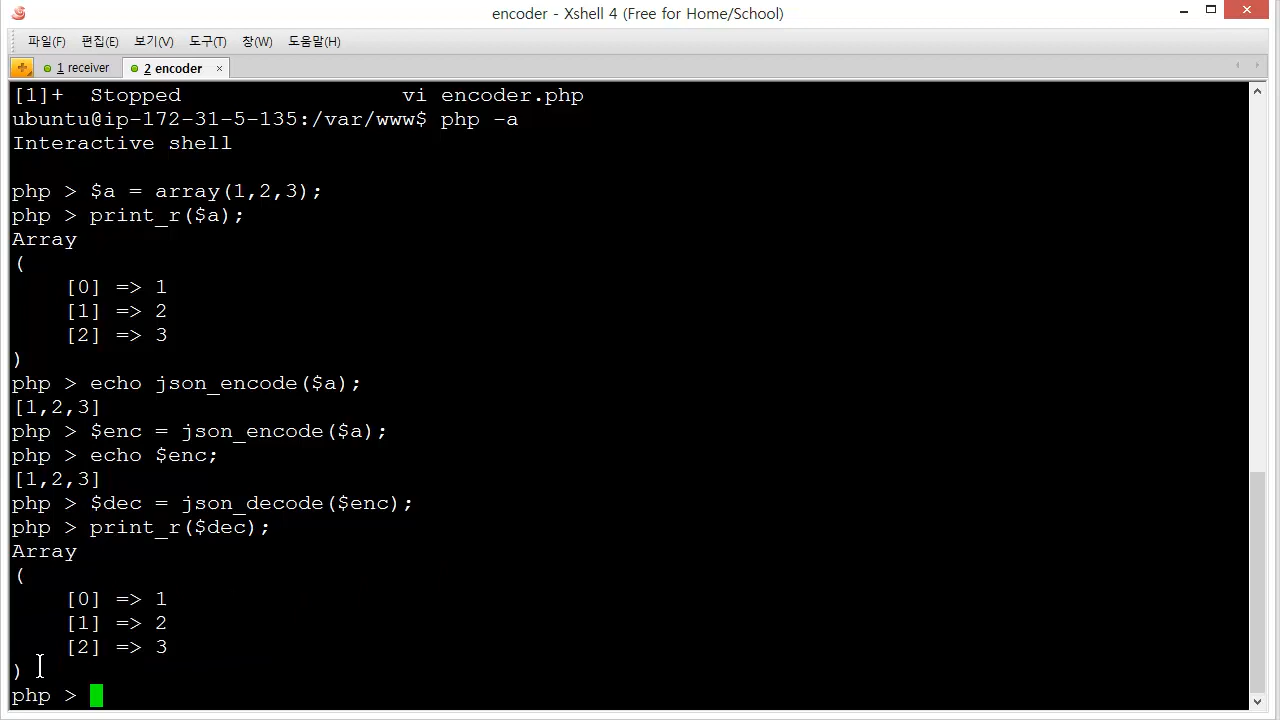 encoder - Xshell 4 (Free for Home/School)
파일(F) 편집(E) 보기(V) 도구(T) 창(W) 도움말(H)
1 receiver 2 encoder
[1]+  Stopped                 vi encoder.php
ubuntu@ip-172-31-5-135:/var/www$ php -a
Interactive shell
php > $a = array(1,2,3);
php > print_r($a);
Array
(
    [0] => 1
    [1] => 2
    [2] => 3
)
php > echo json_encode($a);
[1,2,3]
php > $enc = json_encode($a);
php > echo $enc;
[1,2,3]
php > $dec = json_decode($enc);
php > print_r($dec);
Array
(
    [0] => 1
    [1] => 2
    [2] => 3
)
php >